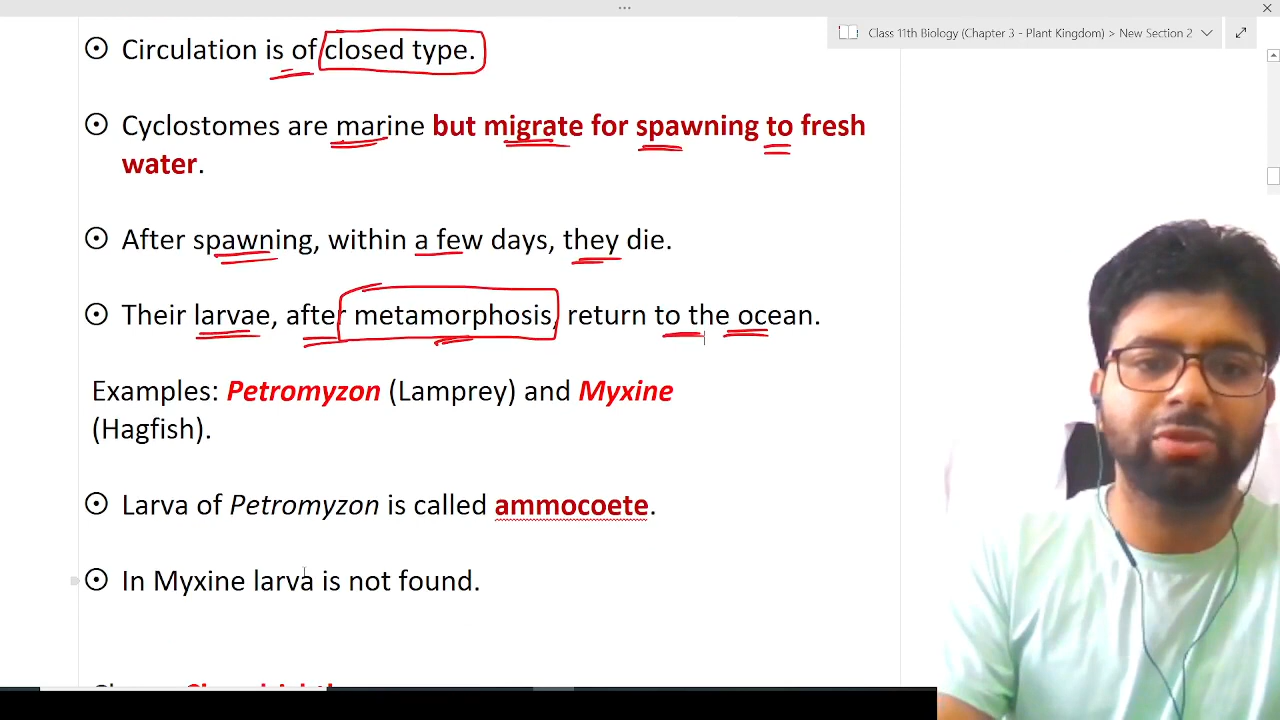 Class 11th Biology (Chapter 3 - Plant Kingdom) > New Section 2
⊙ Circulation is of closed type.
⊙ Cyclostomes are marine but migrate for spawning to fresh
water.
⊙ After spawning, within a few days, they die.
⊙ Their larvae, after metamorphosis, return to the ocean.
Examples: Petromyzon (Lamprey) and Myxine
(Hagfish).
⊙ Larva of Petromyzon is called ammocoete.
⊙ In Myxine larva is not found.